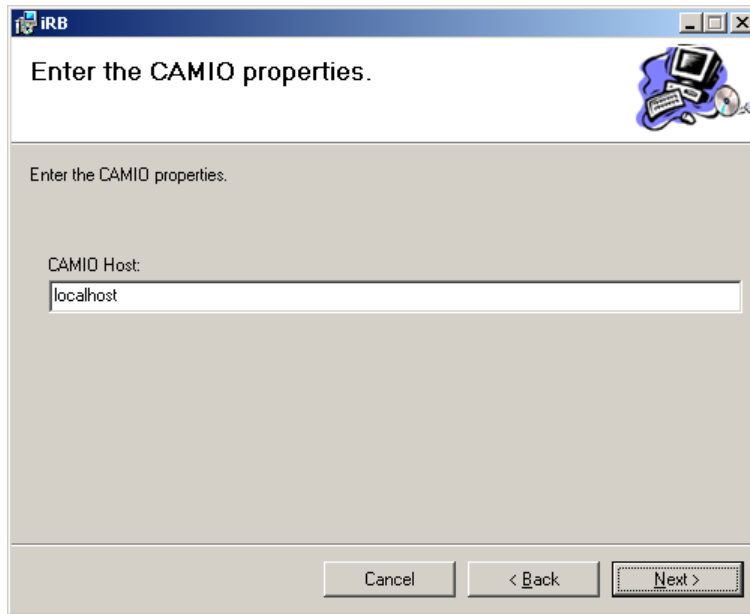 iRB
Enter the CAMIO properties.
Enter the CAMIO properties.
CAMIO Host:
localhost
Cancel
< Back
Next >